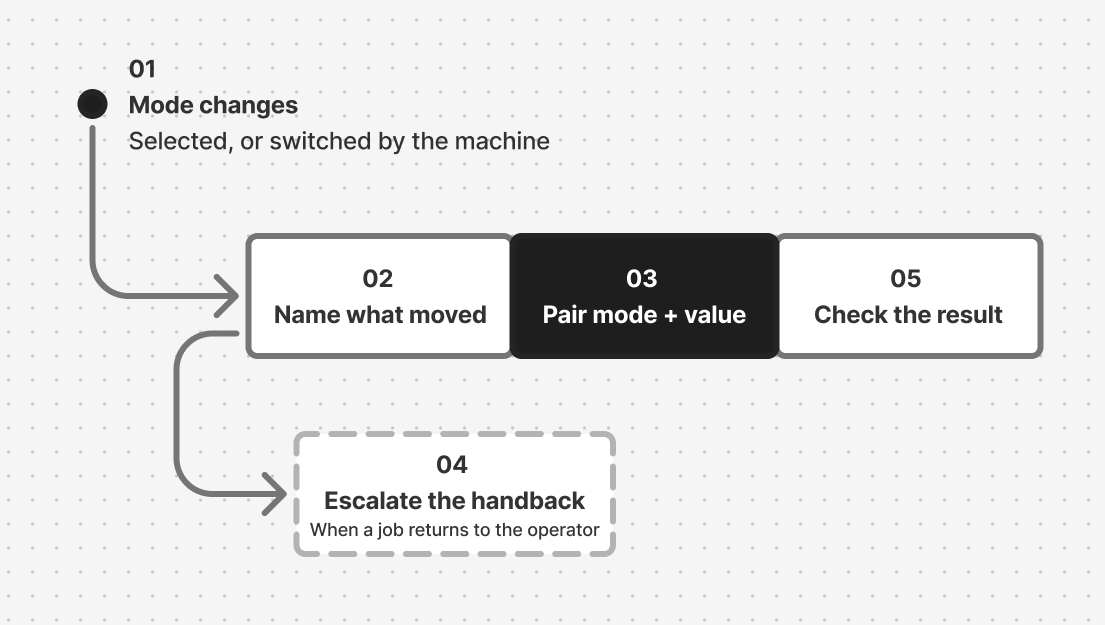 01
Mode changes
Selected, or switched by the machine
02
Name what moved
03
Pair mode + value
05
Check the result
04
Escalate the handback
When a job returns to the operator